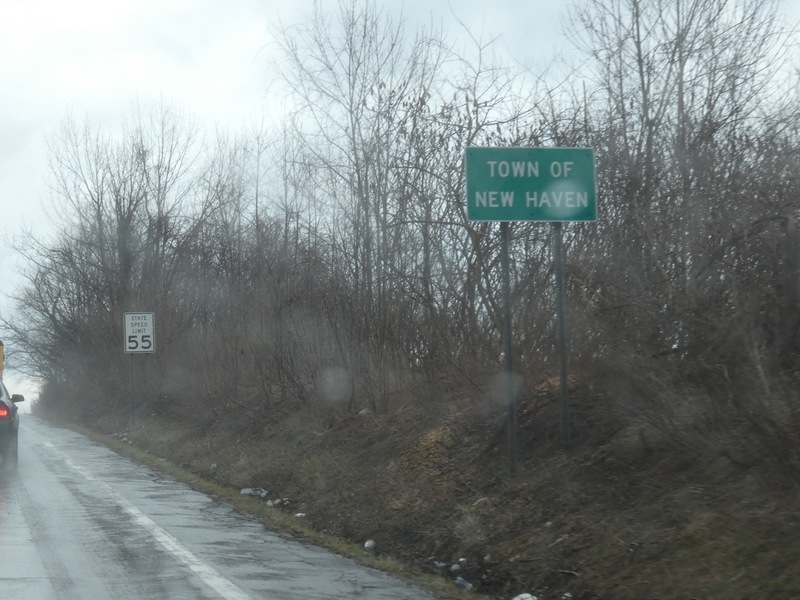 TOWN OF
NEW HAVEN
STATE
SPEED
LIMIT
55